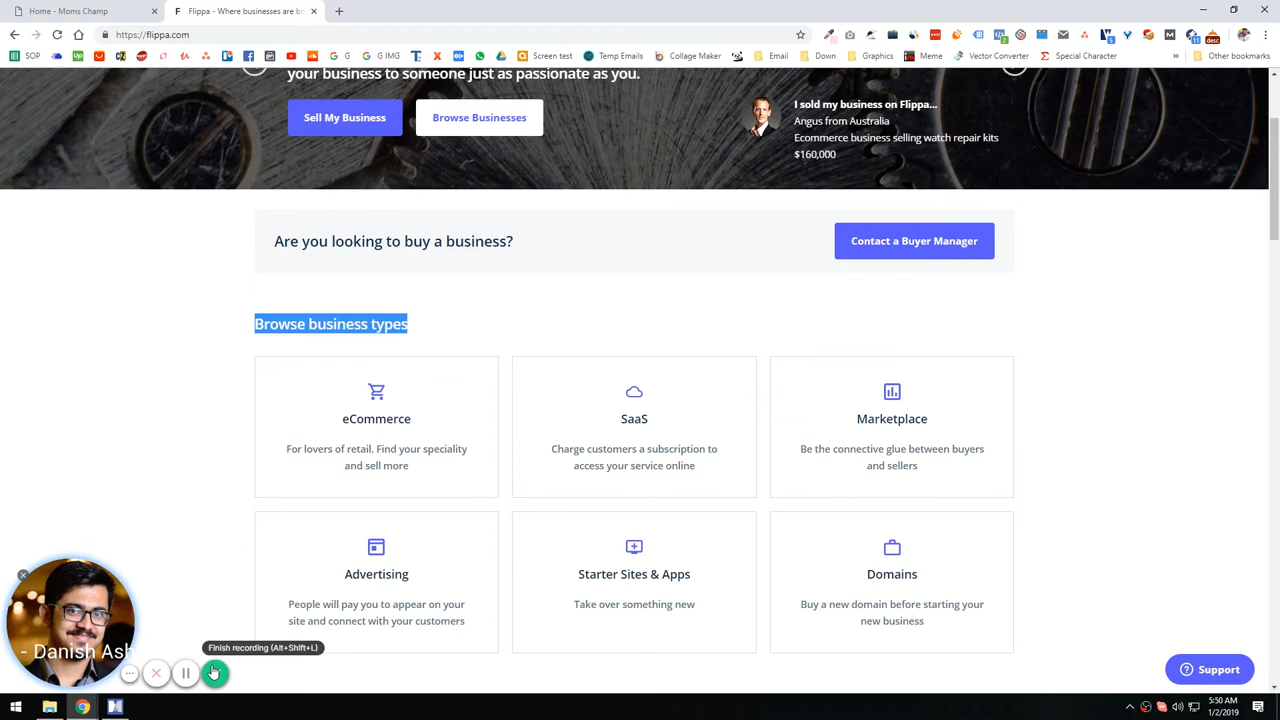 Home - Moms Champ
Flippa - Where businesses are bo
https://flippa.com
SOP
Up
G
G IMG
Screen test
Temp Emails
Collage Maker
Email
Down
Graphics
Meme
Vector Converter
Special Character
Other bookmarks
your business to someone just as passionate as you.
Sell My Business
Browse Businesses
I sold my business on Flippa...
Angus from Australia
Ecommerce business selling watch repair kits
$160,000
Are you looking to buy a business?
Contact a Buyer Manager
Browse business types
eCommerce
For lovers of retail. Find your speciality
and sell more
SaaS
Charge customers a subscription to
access your service online
Marketplace
Be the connective glue between buyers
and sellers
Advertising
People will pay you to appear on your
site and connect with your customers
Starter Sites & Apps
Take over something new
Domains
Buy a new domain before starting your
new business
- Danish Ash
Finish recording (Alt+Shift+L)
Support
5:50 AM
1/2/2019